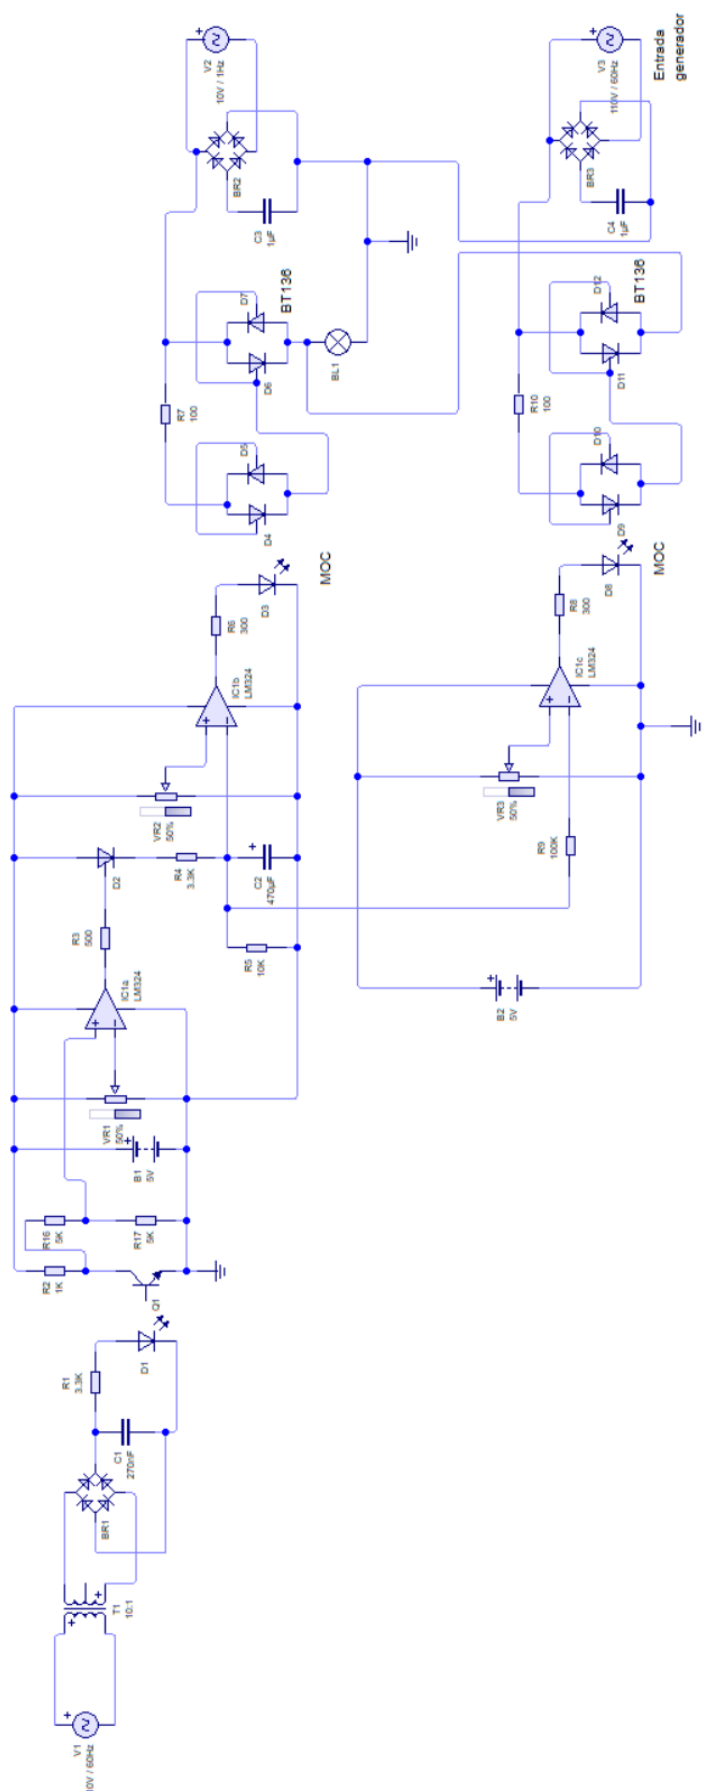 V1
T1
10:1
BR1
C1
270nF
R1
3.3K
D1
Q1
R2
1K
R16
5K
R17
5K
B1
5V
VR1
50%
IC1a
LM324
R3
500
D2
R4
3.3K
R5
10K
C2
470µF
VR2
50%
IC1b
LM324
R6
300
D3
MOC
D4
D5
R7
100
D6
D7
BT136
BL1
C3
1µF
BR2
V2
10V / 1Hz
B2
5V
R9
100K
VR3
50%
IC1c
LM324
R8
300
D8
MOC
D9
D10
R10
100
D11
D12
BT136
C4
1µF
BR3
V3
110V / 60Hz
Entrada
generador